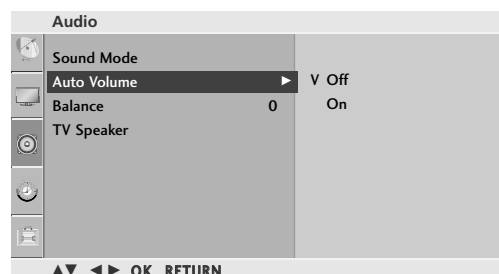 Audio
Sound Mode
Auto Volume ► V Off
Balance 0 On
TV Speaker
▲▼ ◄► OK RETURN